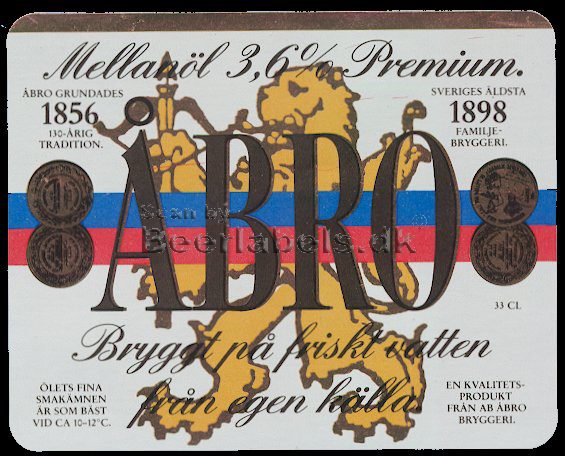 Mellanöl 3,6% Premium.
ÅBRO GRUNDADES
1856
130-ÅRIG
TRADITION.
SVERIGES ÄLDSTA
1898
FAMILJE-
BRYGGERI.
ÅBRO
Scan by
Beerlabels.dk
33 CL
Bryggt på friskt vatten
från egen källa.
ÖLETS FINA
SMAKÄMNEN
ÄR SOM BÄST
VID CA 10-12°C.
EN KVALITETS-
PRODUKT
FRÅN AB ÅBRO
BRYGGERI.